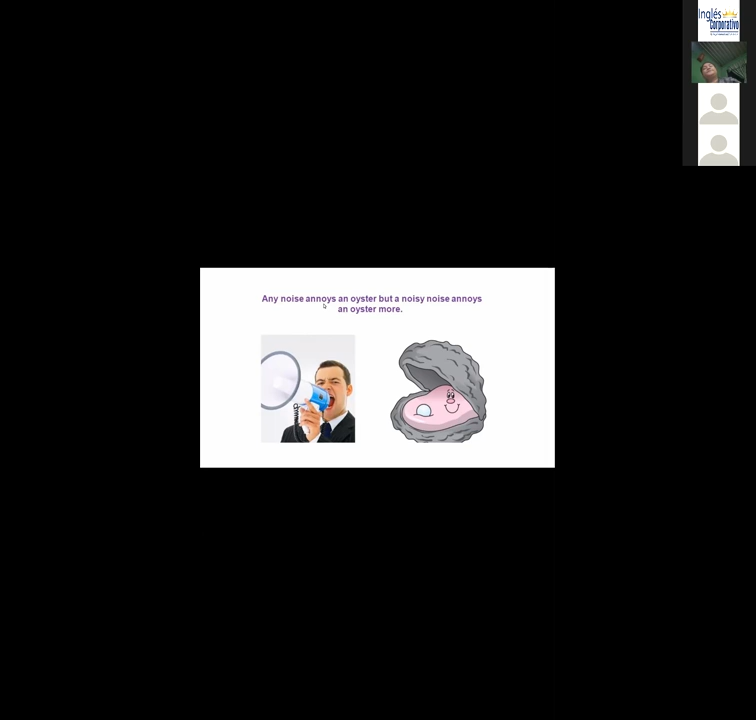 Inglés
Corporativo
Any noise annoys an oyster but a noisy noise annoys
an oyster more.